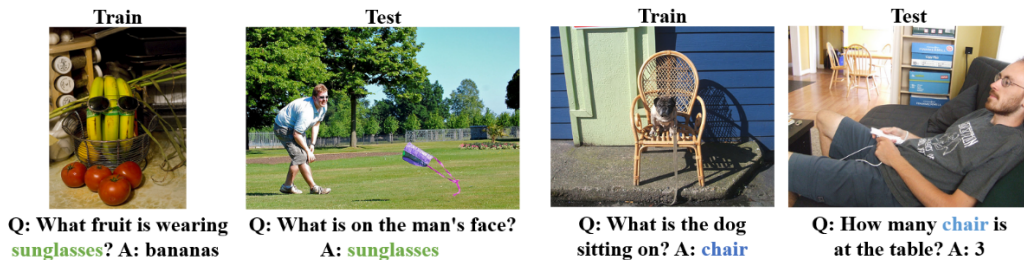 Train
Test
Train
Test
Q: What fruit is wearing
sunglasses? A: bananas
Q: What is on the man's face?
A: sunglasses
Q: What is the dog
sitting on? A: chair
Q: How many chair is
at the table? A: 3